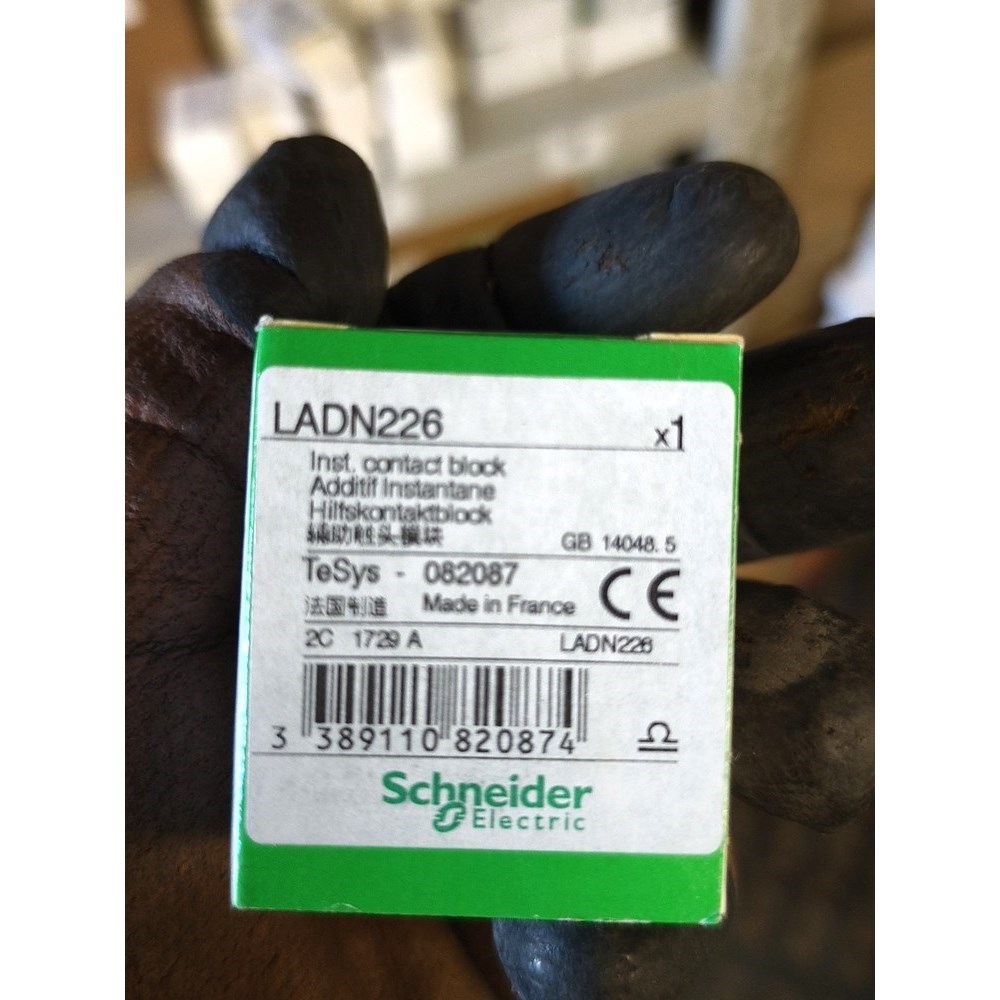 LADN226
x1
Inst. contact block
Additif Instantane
Hilfskontaktblock
辅助触头模块 GB 14048.5
TeSys - 082087
法国制造 Made in France CE
2C 1729 A LADN226
3 389110 820874
Schneider
Electric